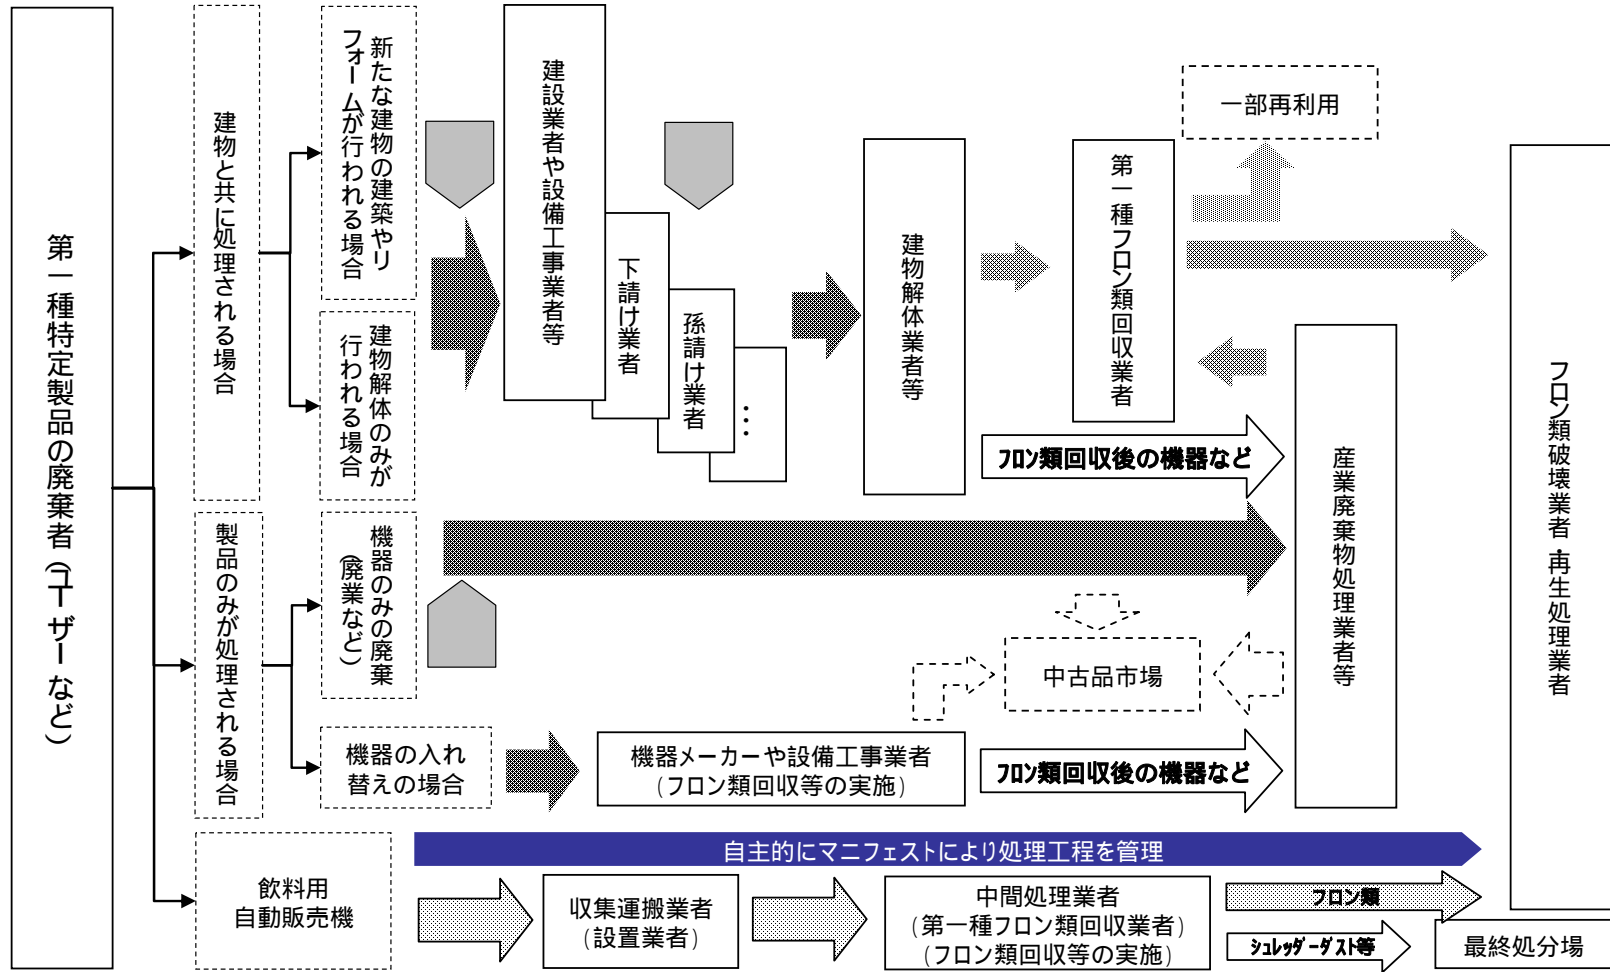 第一種特定製品の廃棄者(ユーザーなど)
建物と共に処理される場合
新たな建物の建築やリ
フォームが行われる場合
建物解体のみが
行われる場合
製品のみが処理される場合
機器のみの廃棄
(廃業など)
機器の入れ
替えの場合
飲料用
自動販売機
建設業者や設備工事業者等
下請け業者
孫請け業者
…
建物解体業者等
第一種フロン類回収業者
一部再利用
フロン類回収後の機器など
産業廃棄物処理業者等
フロン類破壊業者・再生処理業者
中古品市場
機器メーカーや設備工事業者
(フロン類回収等の実施)
フロン類回収後の機器など
自主的にマニフェストにより処理工程を管理
収集運搬業者
(設置業者)
中間処理業者
(第一種フロン類回収業者)
(フロン類回収等の実施)
フロン類
シュレッダーダスト等
最終処分場